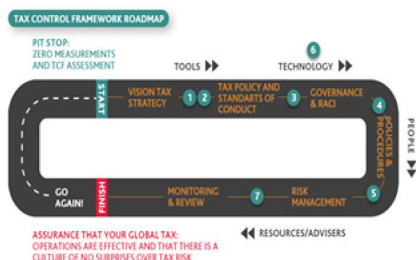 TAX CONTROL FRAMEWORK ROADMAP
PIT STOP:
ZERO MEASUREMENTS
AND TCF ASSESSMENT
TOOLS
6
TECHNOLOGY
START
VISION TAX
STRATEGY
1
2
TAX POLICY AND
STANDARTS OF
CONDUCT
3
GOVERNANCE
& RACI
4
POLICIES &
PROCEDURES
PEOPLE
5
RISK
MANAGEMENT
7
MONITORING
& REVIEW
FINISH
GO
AGAIN!
RESOURCES/ADVISERS
ASSURANCE THAT YOUR GLOBAL TAX:
OPERATIONS ARE EFFECTIVE AND THAT THERE IS A
CULTURE OF NO SURPRISES OVER TAX RISK